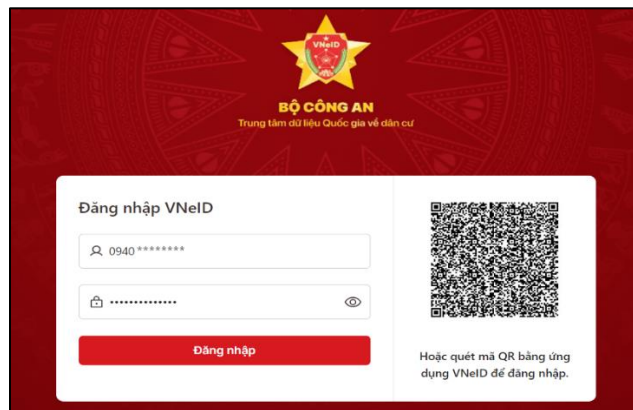 VNeID
BỘ CÔNG AN
Trung tâm dữ liệu Quốc gia về dân cư
Đăng nhập VNeID
0940********
••••••••••••••
Đăng nhập
Hoặc quét mã QR bằng ứng
dụng VNeID để đăng nhập.